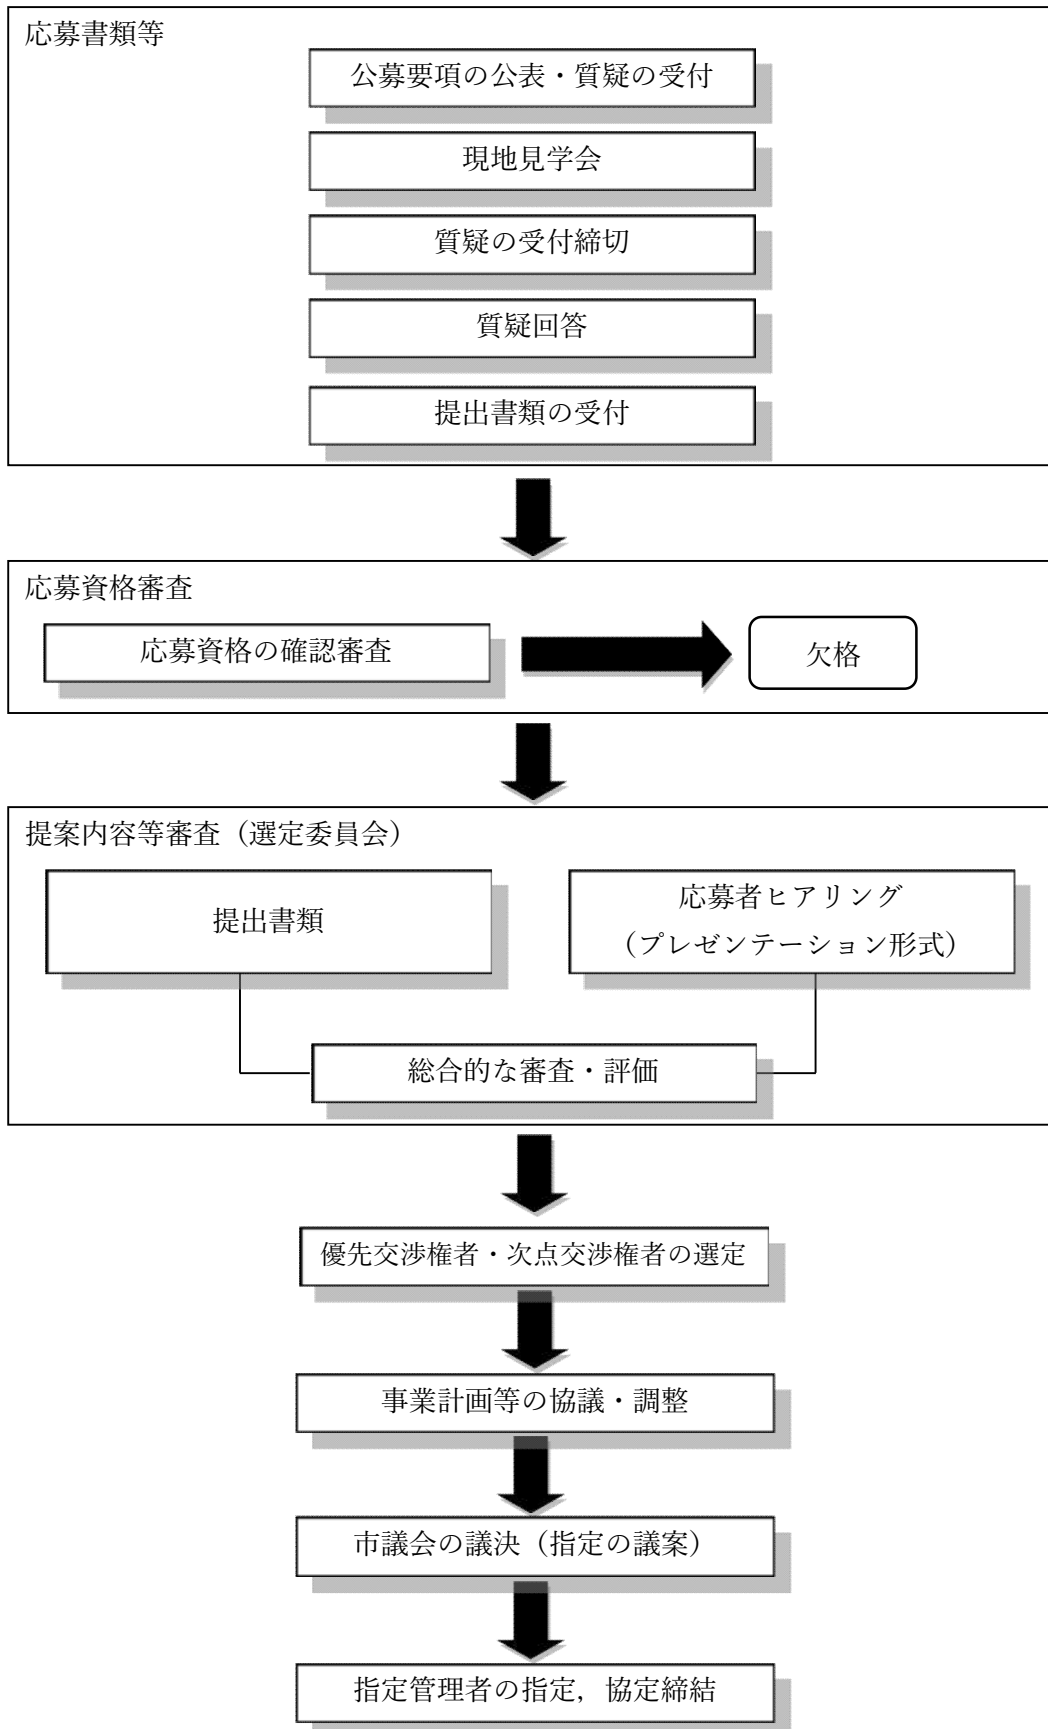 応募書類等
公募要項の公表・質疑の受付
現地見学会
質疑の受付締切
質疑回答
提出書類の受付
応募資格審査
応募資格の確認審査
欠格
提案内容等審査（選定委員会）
提出書類
応募者ヒアリング
（プレゼンテーション形式）
総合的な審査・評価
優先交渉権者・次点交渉権者の選定
事業計画等の協議・調整
市議会の議決（指定の議案）
指定管理者の指定，協定締結